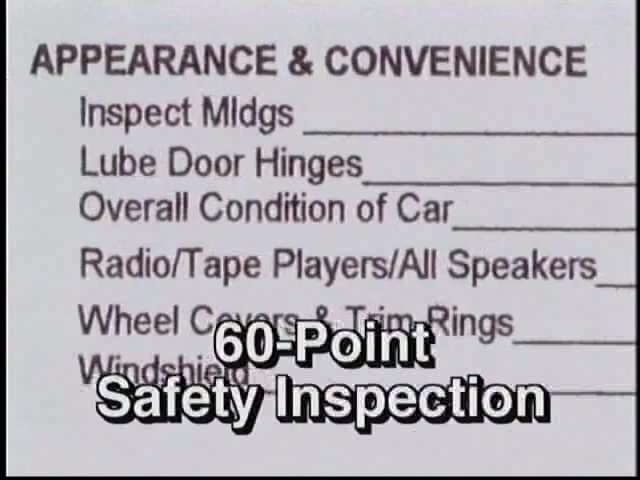 APPEARANCE & CONVENIENCE
Inspect Mldgs
Lube Door Hinges
Overall Condition of Car
Radio/Tape Players/All Speakers
Wheel Covers & Trim Rings
Windshield
60-Point
Safety Inspection